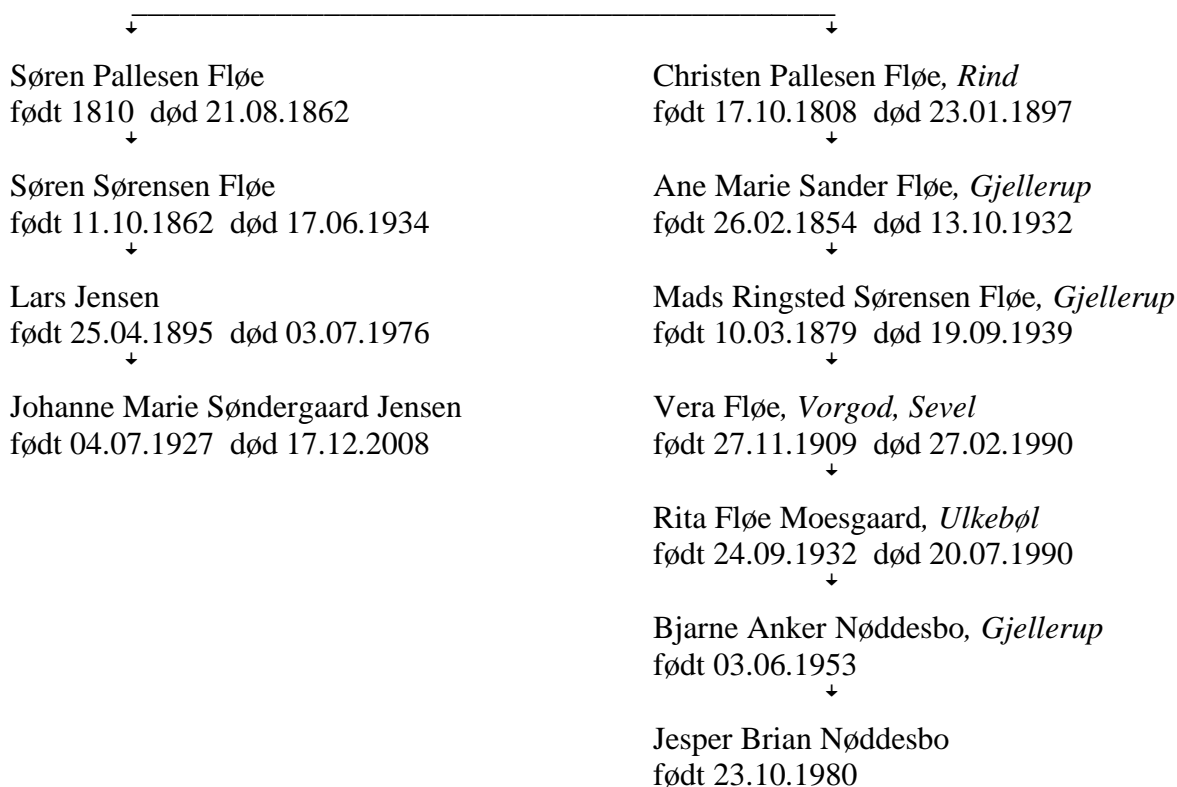 Søren Pallesen Fløe
født 1810 død 21.08.1862
Søren Sørensen Fløe
født 11.10.1862 død 17.06.1934
Lars Jensen
født 25.04.1895 død 03.07.1976
Johanne Marie Søndergaard Jensen
født 04.07.1927 død 17.12.2008
Christen Pallesen Fløe, Rind
født 17.10.1808 død 23.01.1897
Ane Marie Sander Fløe, Gjellerup
født 26.02.1854 død 13.10.1932
Mads Ringsted Sørensen Fløe, Gjellerup
født 10.03.1879 død 19.09.1939
Vera Fløe, Vorgod, Sevel
født 27.11.1909 død 27.02.1990
Rita Fløe Moesgaard, Ulkebøl
født 24.09.1932 død 20.07.1990
Bjarne Anker Nøddesbo, Gjellerup
født 03.06.1953
Jesper Brian Nøddesbo
født 23.10.1980